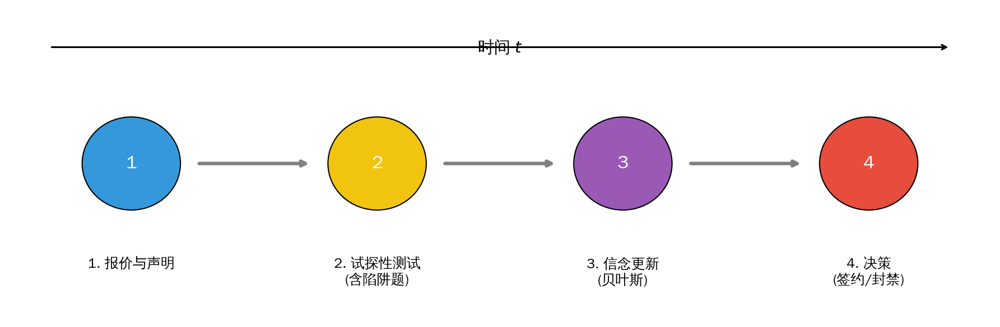 时间 t
1
2
3
4
1. 报价与声明
2. 试探性测试
(含陷阱题)
3. 信念更新
(贝叶斯)
4. 决策
(签约/封禁)